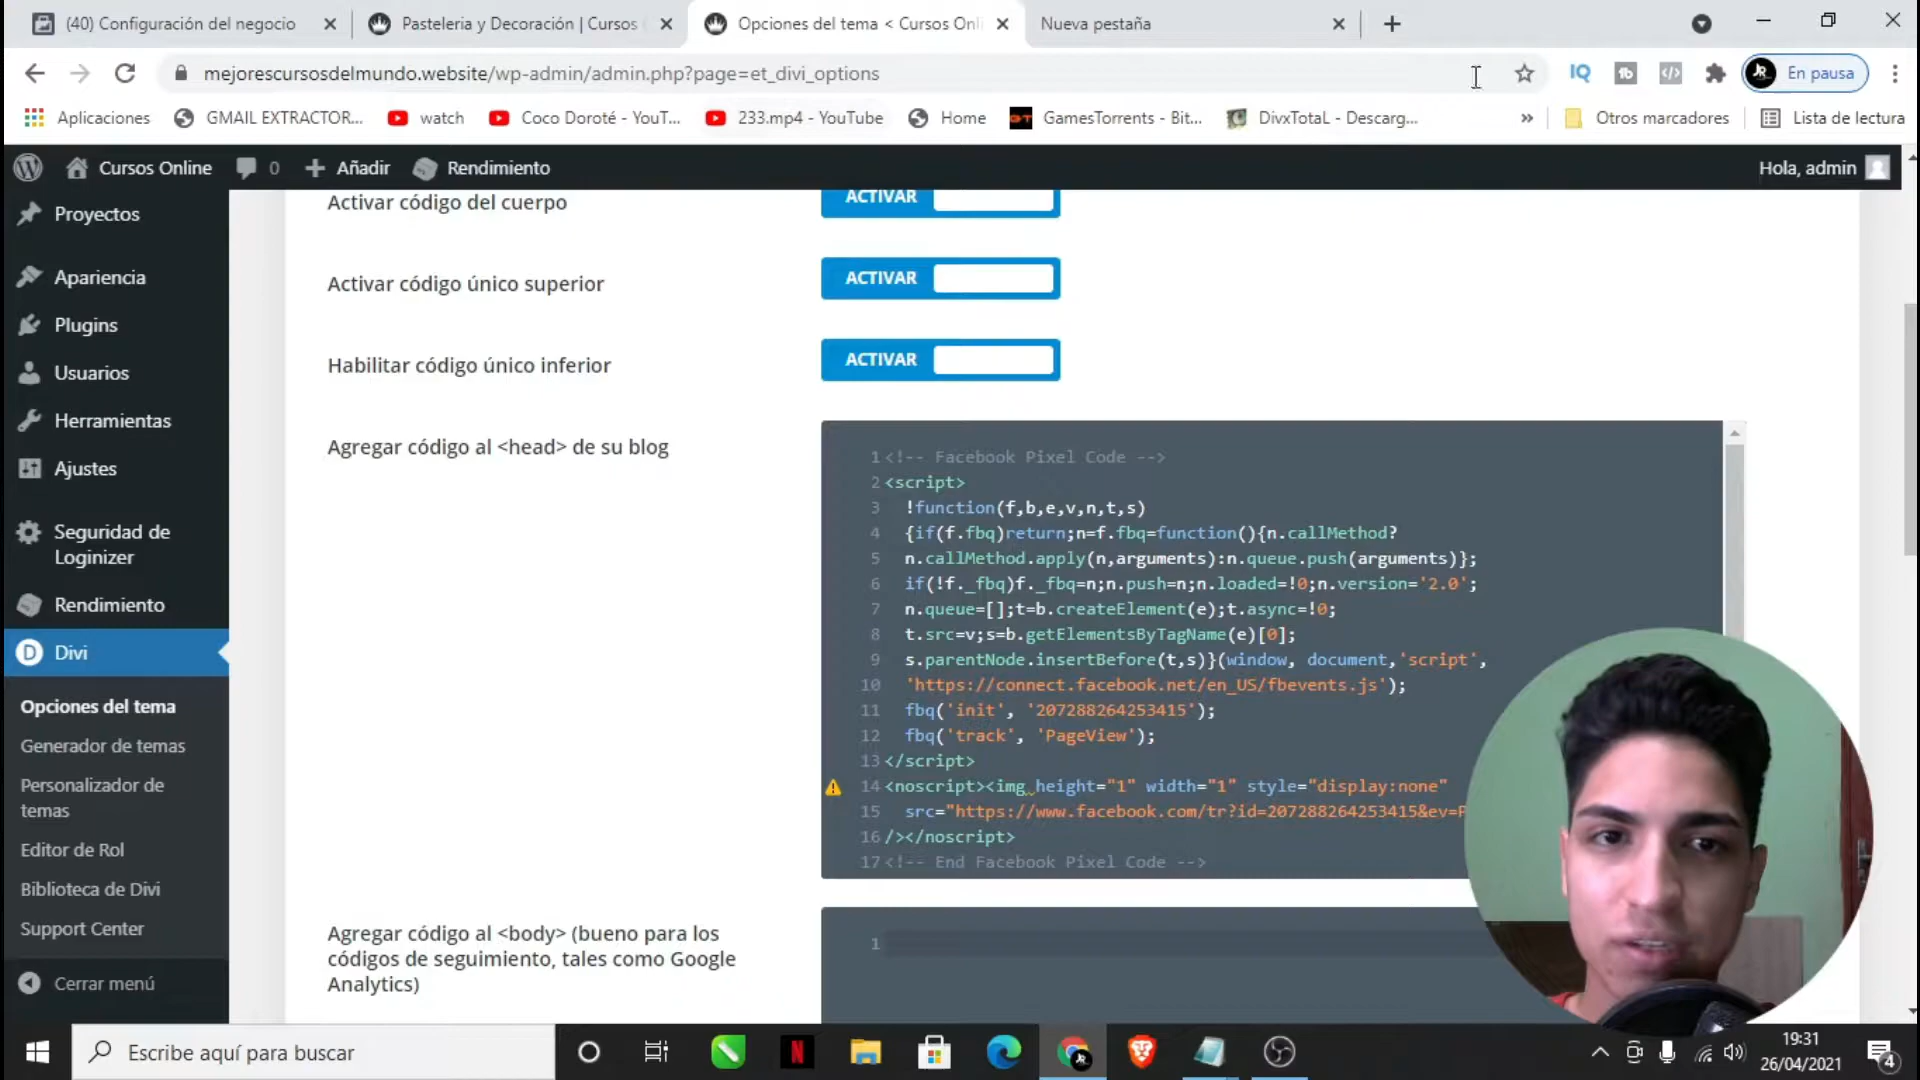 (40) Configuración del negocio
Pasteleria y Decoración | Cursos
Opciones del tema < Cursos Onli
Nueva pestaña
mejorescursosdelmundo.website/wp-admin/admin.php?page=et_divi_options
IQ
En pausa
Aplicaciones
GMAIL EXTRACTOR...
watch
Coco Doroté - YouT...
233.mp4 - YouTube
Home
GamesTorrents - Bit...
DivxTotaL - Descarg...
»
Otros marcadores
Lista de lectura
Cursos Online
0
Añadir
Rendimiento
Hola, admin
Proyectos
Apariencia
Plugins
Usuarios
Herramientas
Ajustes
Seguridad de
Loginizer
Rendimiento
Divi
Opciones del tema
Generador de temas
Personalizador de
temas
Editor de Rol
Biblioteca de Divi
Support Center
Cerrar menú
Activar código del cuerpo
ACTIVAR
Activar código único superior
ACTIVAR
Habilitar código único inferior
ACTIVAR
Agregar código al <head> de su blog
1 <!-- Facebook Pixel Code -->
2 <script>
3 !function(f,b,e,v,n,t,s)
4 {if(f.fbq)return;n=f.fbq=function(){n.callMethod?
5 n.callMethod.apply(n,arguments):n.queue.push(arguments)};
6 if(!f._fbq)f._fbq=n;n.push=n;n.loaded=!0;n.version='2.0';
7 n.queue=[];t=b.createElement(e);t.async=!0;
8 t.src=v;s=b.getElementsByTagName(e)[0];
9 s.parentNode.insertBefore(t,s)}(window, document,'script',
10 'https://connect.facebook.net/en_US/fbevents.js');
11 fbq('init', '207288264253415');
12 fbq('track', 'PageView');
13 </script>
14 <noscript><img height="1" width="1" style="display:none"
15 src="https://www.facebook.com/tr?id=207288264253415&ev=P
16 /></noscript>
17 <!-- End Facebook Pixel Code -->
Agregar código al <body> (bueno para los
códigos de seguimiento, tales como Google
Analytics)
1
Escribe aquí para buscar
19:31
26/04/2021
4